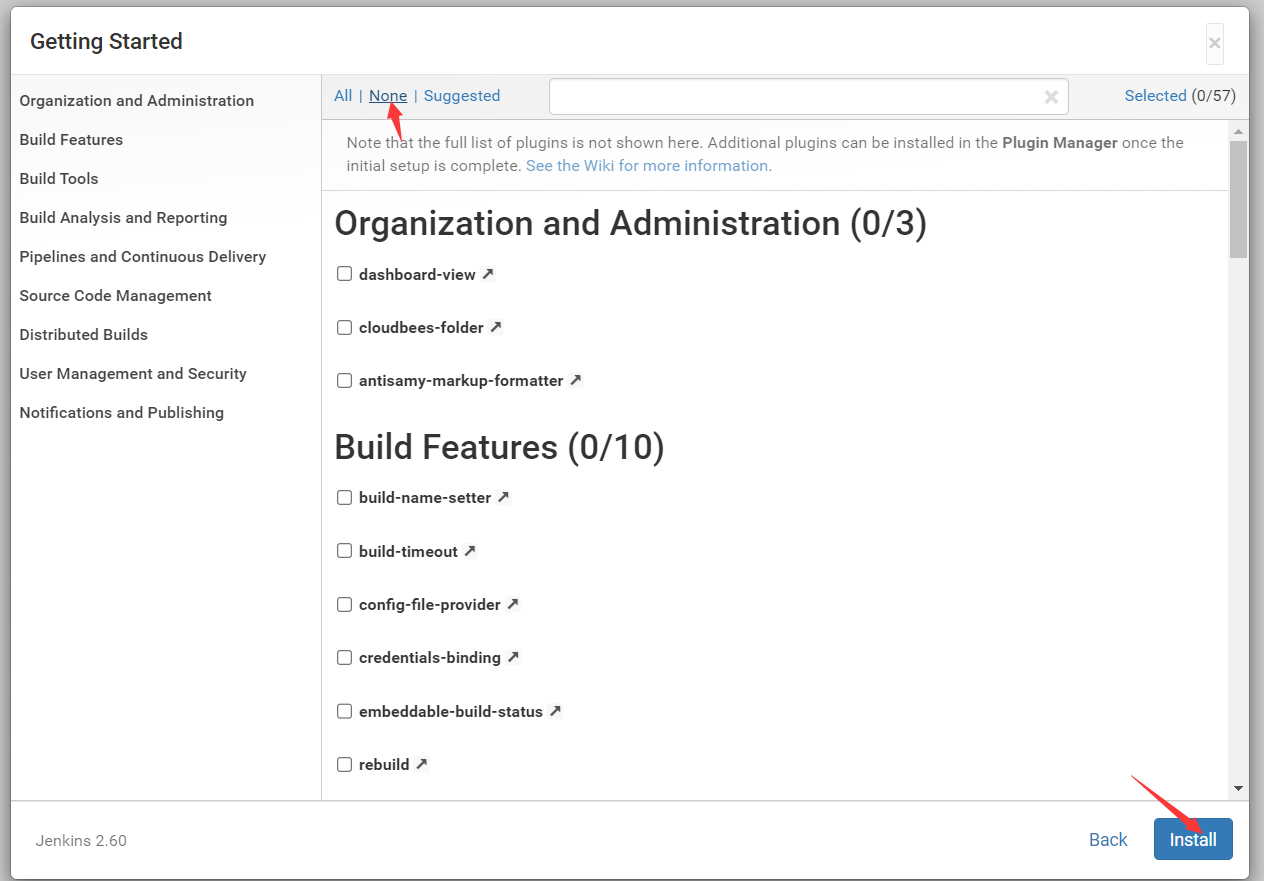 Getting Started
×
Organization and Administration
Build Features
Build Tools
Build Analysis and Reporting
Pipelines and Continuous Delivery
Source Code Management
Distributed Builds
User Management and Security
Notifications and Publishing
All | None | Suggested
Selected (0/57)
Note that the full list of plugins is not shown here. Additional plugins can be installed in the Plugin Manager once the
initial setup is complete. See the Wiki for more information.
Organization and Administration (0/3)
dashboard-view
cloudbees-folder
antisamy-markup-formatter
Build Features (0/10)
build-name-setter
build-timeout
config-file-provider
credentials-binding
embeddable-build-status
rebuild
Jenkins 2.60
Back
Install